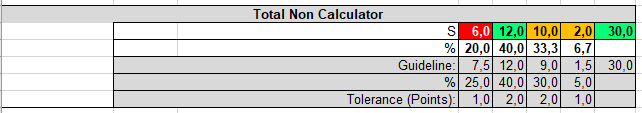 Total Non Calculator
S 6,0 12,0 10,0 2,0 30,0
% 20,0 40,0 33,3 6,7
Guideline: 7,5 12,0 9,0 1,5 30,0
% 25,0 40,0 30,0 5,0
Tolerance (Points): 1,0 2,0 2,0 1,0